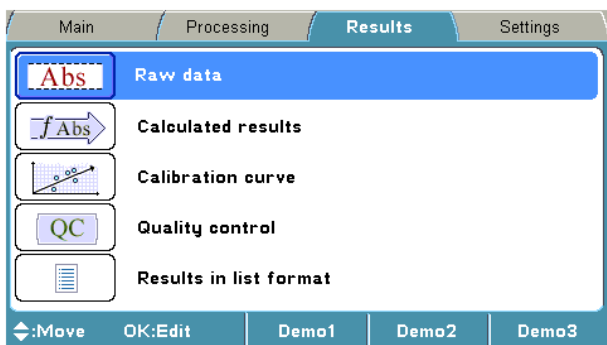 Main Processing Results Settings
Abs Raw data
f Abs Calculated results
Calibration curve
QC Quality control
Results in list format
:Move OK:Edit Demo1 Demo2 Demo3